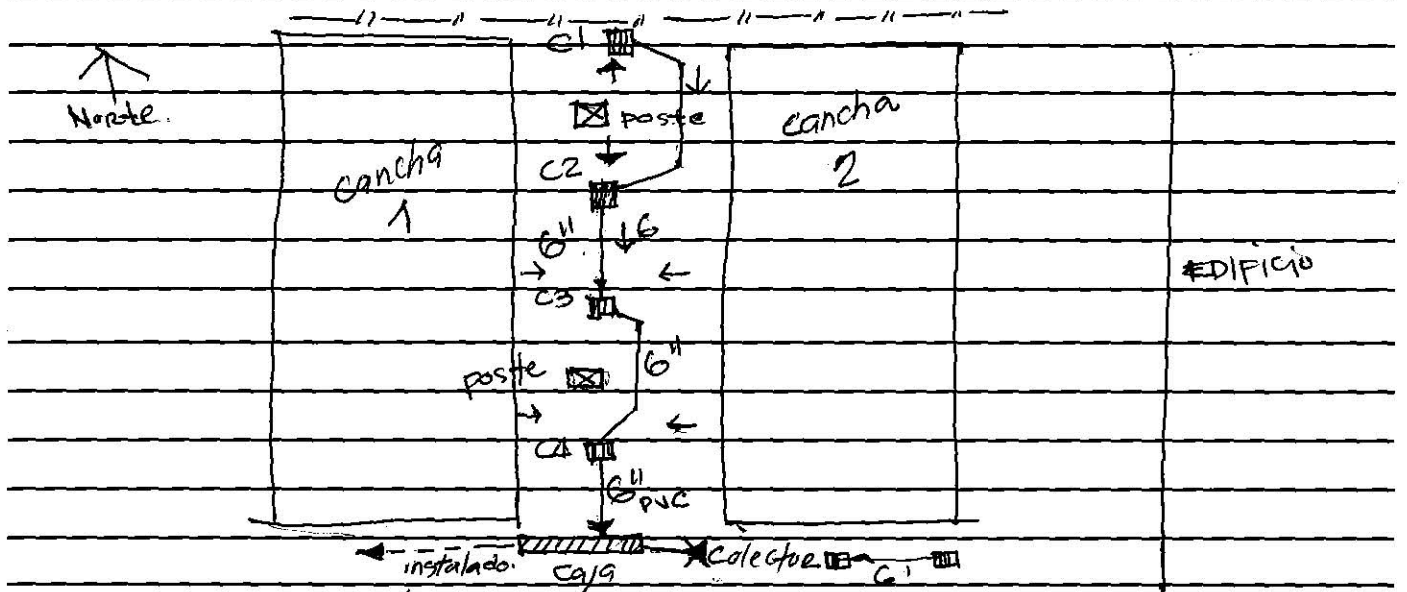 C1
Norte.
poste
cancha
2
cancha
1
C2
6"
6
EDIFICIO
C3
6"
poste
C4
6" PVC
instalado.
caja
Colector
6'